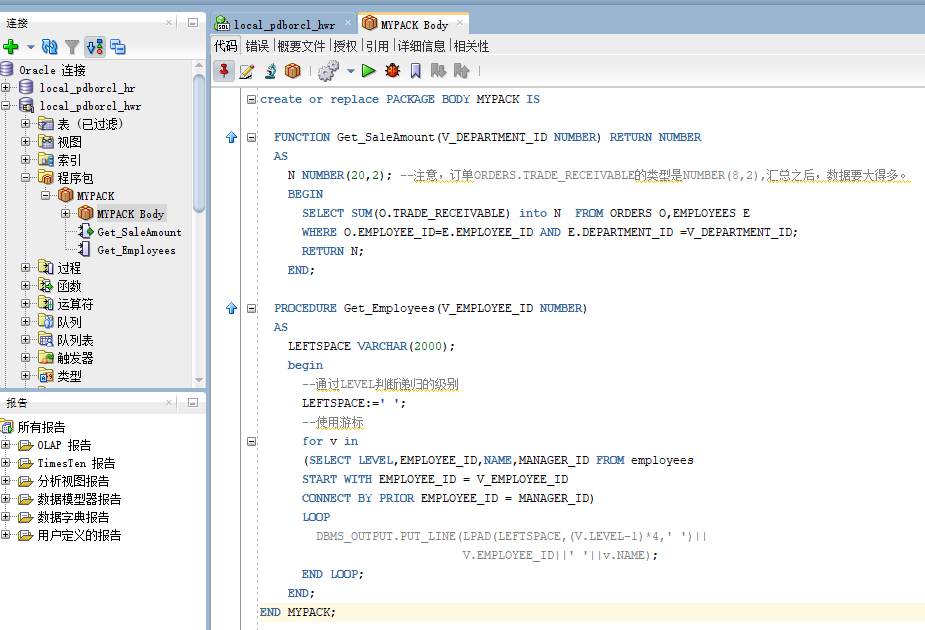 连接
Oracle 连接
local_pdborcl_hr
local_pdborcl_hwr
表 (已过滤)
视图
索引
程序包
MYPACK
MYPACK Body
Get_SaleAmount
Get_Employees
过程
函数
运算符
队列
队列表
触发器
类型
报告
所有报告
OLAP 报告
TimesTen 报告
分析视图报告
数据模型器报告
数据字典报告
用户定义的报告
local_pdborcl_hwr
MYPACK Body
代码 错误 概要文件 授权 引用 详细信息 相关性
create or replace PACKAGE BODY MYPACK IS
FUNCTION Get_SaleAmount(V_DEPARTMENT_ID NUMBER) RETURN NUMBER
AS
N NUMBER(20,2); --注意，订单ORDERS.TRADE_RECEIVABLE的类型是NUMBER(8,2),汇总之后，数据要大得多。
BEGIN
SELECT SUM(O.TRADE_RECEIVABLE) into N  FROM ORDERS O,EMPLOYEES E
WHERE O.EMPLOYEE_ID=E.EMPLOYEE_ID AND E.DEPARTMENT_ID =V_DEPARTMENT_ID;
RETURN N;
END;
PROCEDURE Get_Employees(V_EMPLOYEE_ID NUMBER)
AS
LEFTSPACE VARCHAR(2000);
begin
--通过LEVEL判断递归的级别
LEFTSPACE:=' ';
--使用游标
for v in
(SELECT LEVEL,EMPLOYEE_ID,NAME,MANAGER_ID FROM employees
START WITH EMPLOYEE_ID = V_EMPLOYEE_ID
CONNECT BY PRIOR EMPLOYEE_ID = MANAGER_ID)
LOOP
DBMS_OUTPUT.PUT_LINE(LPAD(LEFTSPACE,(V.LEVEL-1)*4,' ')||
V.EMPLOYEE_ID||' '||v.NAME);
END LOOP;
END;
END MYPACK;